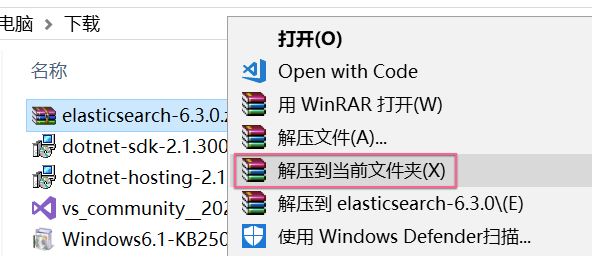 电脑 > 下载
名称
elasticsearch-6.3.0.z
dotnet-sdk-2.1.300
dotnet-hosting-2.1
vs_community__202
Windows6.1-KB250
打开(O)
Open with Code
用 WinRAR 打开(W)
解压文件(A)...
解压到当前文件夹(X)
解压到 elasticsearch-6.3.0\(E)
使用 Windows Defender扫描...